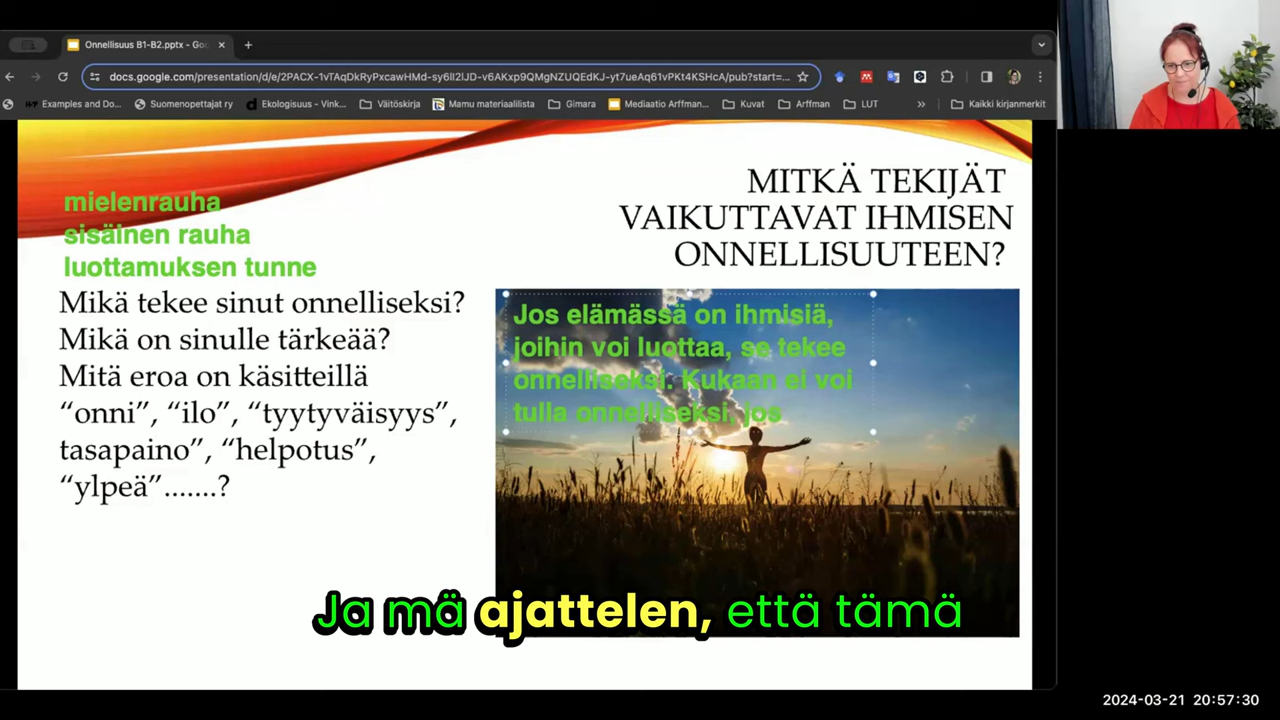 Onnellisuus B1-B2.pptx - Goo
docs.google.com/presentation/d/e/2PACX-1vTAqDkRyPxcawHMd-sy6ll2lJD-v6AKxp9QMgNZUQEdKJ-yt7ueAq61vPKt4KSHcA/pub?start=...
Examples and Do... Suomenopettajat ry Ekologisuus - Vink... Väitöskirja Mamu materiaalilista Gimara Mediaatio Arffman... Kuvat Arffman LUT » Kaikki kirjanmerkit
MITKÄ TEKIJÄT
VAIKUTTAVAT IHMISEN
ONNELLISUUTEEN?
mielenrauha
sisäinen rauha
luottamuksen tunne
Mikä tekee sinut onnelliseksi?
Mikä on sinulle tärkeää?
Mitä eroa on käsitteillä
“onni”, “ilo”, “tyytyväisyys”,
tasapaino”, “helpotus”,
“ylpeä”.......?
Jos elämässä on ihmisiä,
joihin voi luottaa, se tekee
onnelliseksi. Kukaan ei voi
tulla onnelliseksi, jos
Ja mä ajattelen, että tämä
2024-03-21 20:57:30